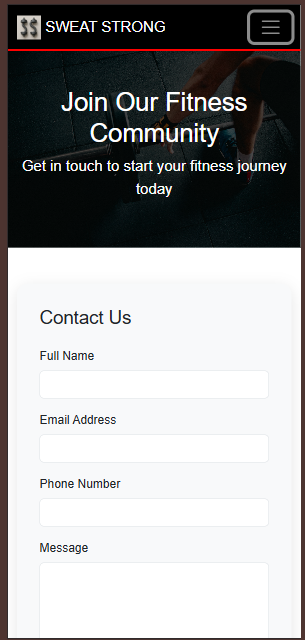 SS SWEAT STRONG
Join Our Fitness
Community
Get in touch to start your fitness journey
today
Contact Us
Full Name
Email Address
Phone Number
Message